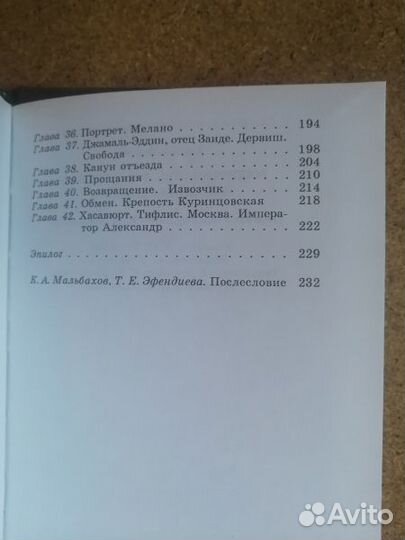 Глава 36. Портрет. Мелано . . . . . . . . . . . 194
Глава 37. Джамаль-Эддин, отец Заиде. Дервиш.
Свобода . . . . . . . . . . . . . . 198
Глава 38. Канун отъезда . . . . . . . . . . . . 204
Глава 39. Прощания . . . . . . . . . . . . . . 210
Глава 40. Возвращение. Извозчик . . . . . . . 214
Глава 41. Обмен. Крепость Куринцовская 218
Глава 42. Хасавюрт. Тифлис. Москва. Импера-
тор Александр . . . . . . . . . . . 222
Эпилог . . . . . . . . . . . . . . . . . . . . 229
К. А. Мальбахов, Т. Е. Эфендиева. Послесловие 232
Avito